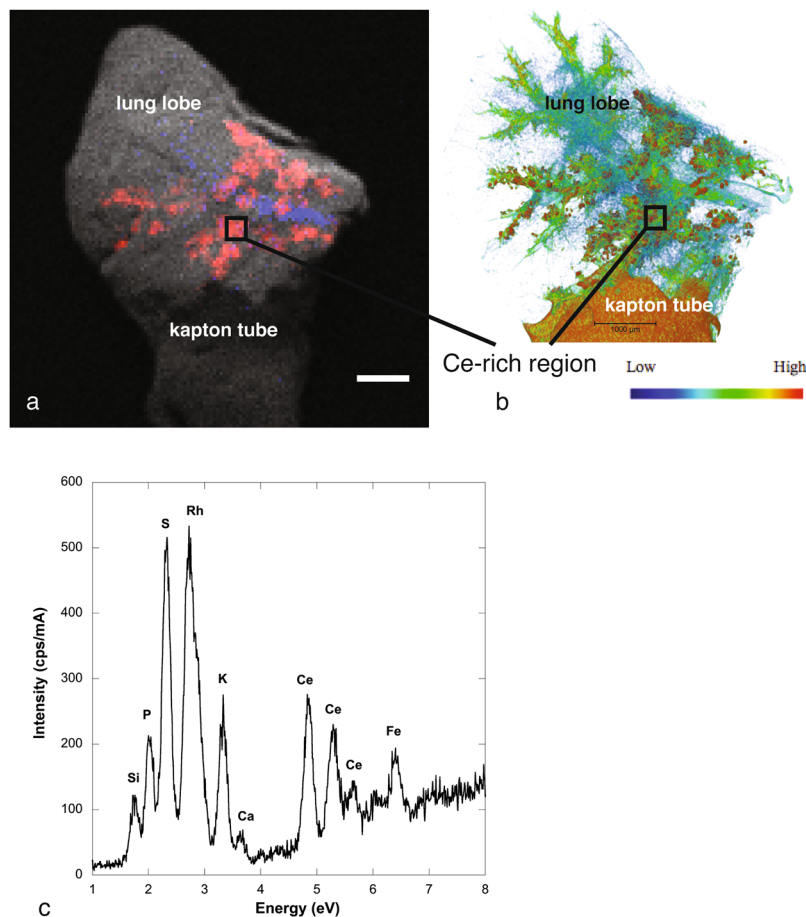 lung lobe
kapton tube
a
lung lobe
kapton tube
1000 µm
Ce-rich region
Low
High
b
600
500
400
300
200
100
0
Intensity (cps/mA)
Si
P
S
Rh
K
Ca
Ce
Ce
Ce
Fe
1 2 3 4 5 6 7 8
Energy (eV)
c